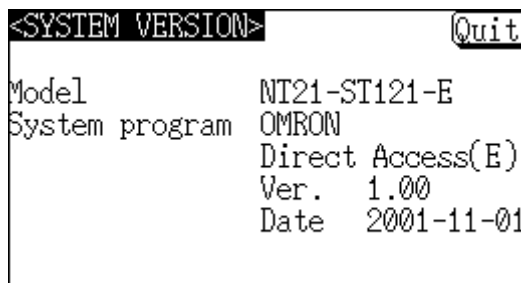 <SYSTEM VERSION> Quit
Model NT21-ST121-E
System program OMRON
Direct Access(E)
Ver. 1.00
Date 2001-11-01